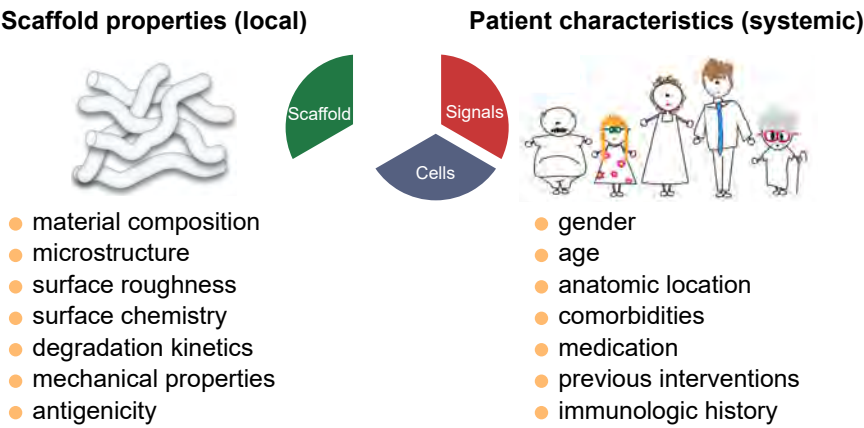 Scaffold properties (local)
Patient characteristics (systemic)
Scaffold
Signals
Cells
material composition
microstructure
surface roughness
surface chemistry
degradation kinetics
mechanical properties
antigenicity
gender
age
anatomic location
comorbidities
medication
previous interventions
immunologic history